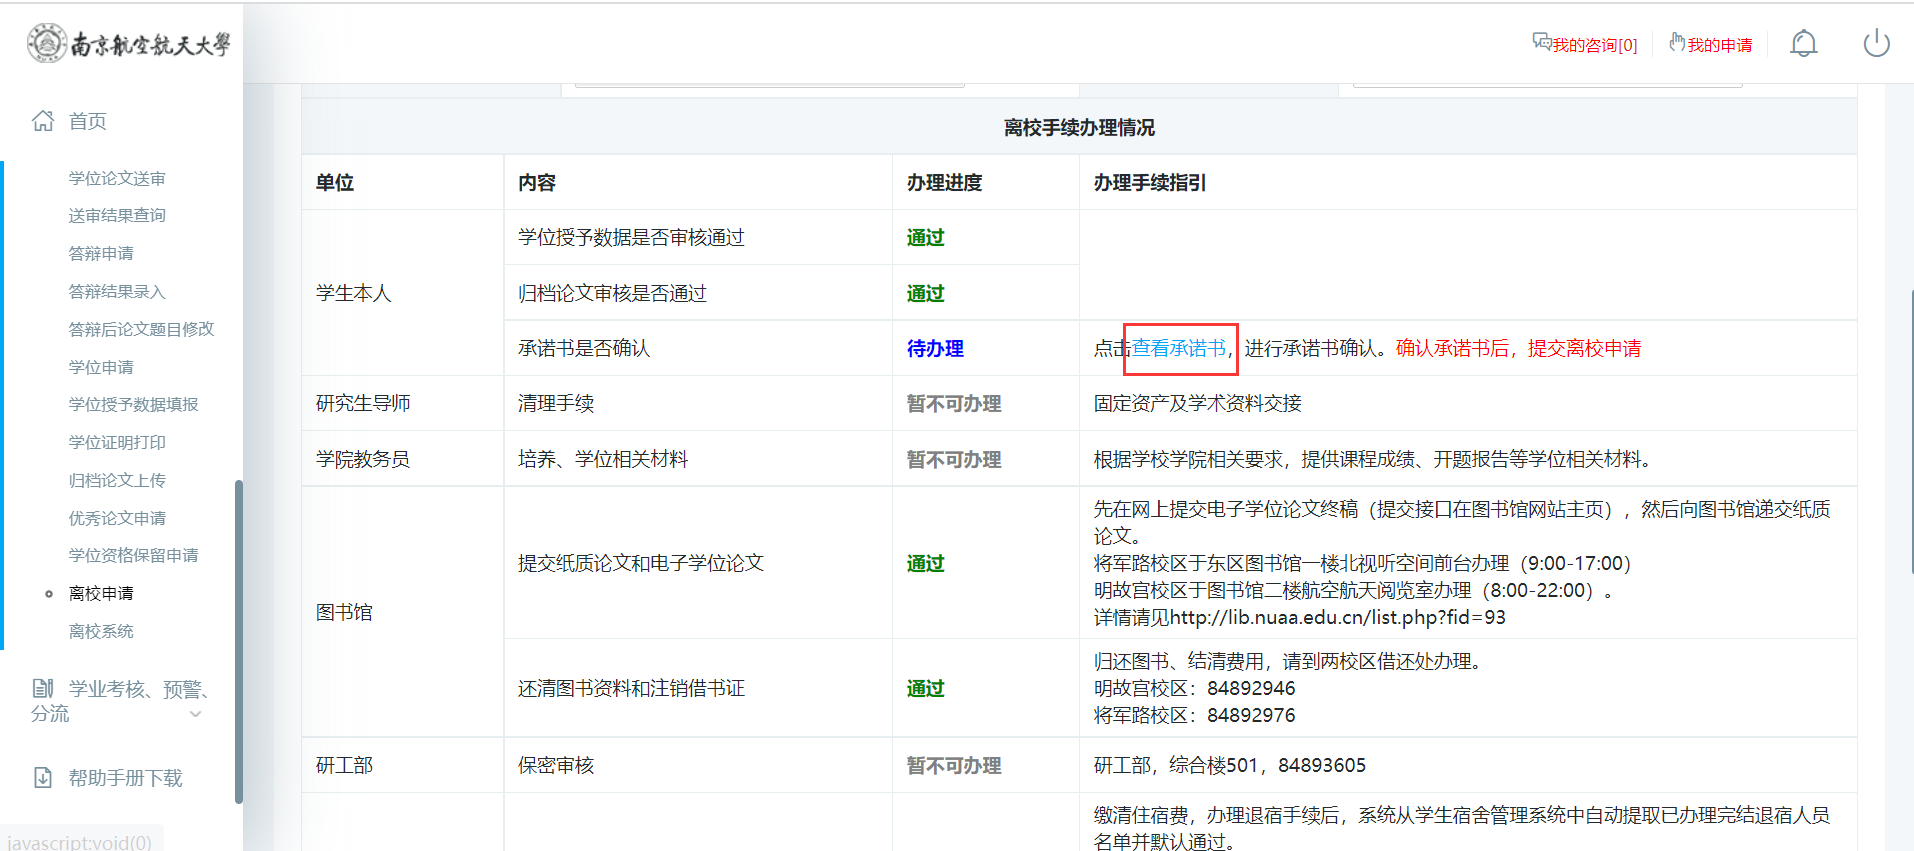 南京航空航天大學
我的咨询[0]
我的申请
首页
学位论文送审
送审结果查询
答辩申请
答辩结果录入
答辩后论文题目修改
学位申请
学位授予数据填报
学位证明打印
归档论文上传
优秀论文申请
学位资格保留申请
离校申请
离校系统
学业考核、预警、
分流
帮助手册下载
javascript:void(0)
离校手续办理情况
单位 内容 办理进度 办理手续指引
学生本人
学位授予数据是否审核通过 通过
归档论文审核是否通过 通过
承诺书是否确认 待办理 点击查看承诺书，进行承诺书确认。确认承诺书后，提交离校申请
研究生导师 清理手续 暂不可办理 固定资产及学术资料交接
学院教务员 培养、学位相关材料 暂不可办理 根据学校学院相关要求，提供课程成绩、开题报告等学位相关材料。
图书馆
提交纸质论文和电子学位论文 通过
先在网上提交电子学位论文终稿（提交接口在图书馆网站主页），然后向图书馆递交纸质
论文。
将军路校区于东区图书馆一楼北视听空间前台办理（9:00-17:00）
明故宫校区于图书馆二楼航空航天阅览室办理（8:00-22:00）。
详情请见http://lib.nuaa.edu.cn/list.php?fid=93
还清图书资料和注销借书证 通过
归还图书、结清费用，请到两校区借还处办理。
明故宫校区：84892946
将军路校区：84892976
研工部 保密审核 暂不可办理 研工部，综合楼501，84893605
缴清住宿费，办理退宿手续后，系统从学生宿舍管理系统中自动提取已办理完结退宿人员
名单并默认通过。